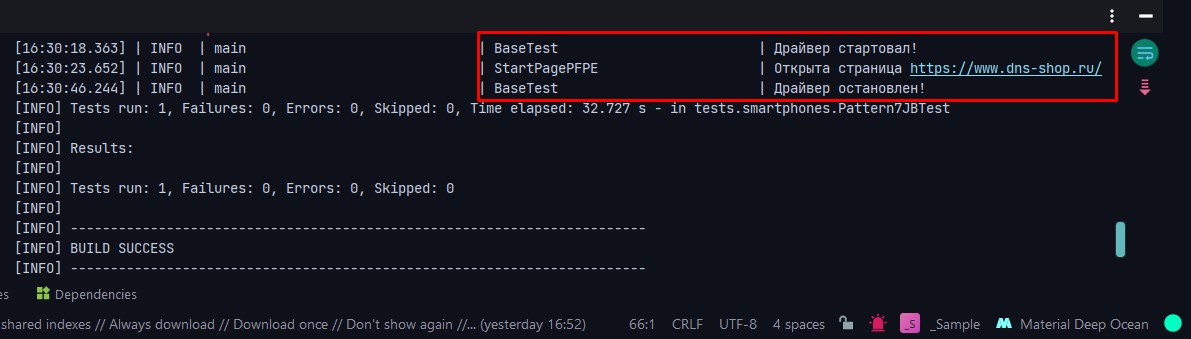 [16:30:18.363] | INFO  | main                             | BaseTest                         | Драйвер стартовал!
[16:30:23.652] | INFO  | main                             | StartPagePFPE                    | Открыта страница https://www.dns-shop.ru/
[16:30:46.244] | INFO  | main                             | BaseTest                         | Драйвер остановлен!
[INFO] Tests run: 1, Failures: 0, Errors: 0, Skipped: 0, Time elapsed: 32.727 s - in tests.smartphones.Pattern7JBTest
[INFO]
[INFO] Results:
[INFO]
[INFO] Tests run: 1, Failures: 0, Errors: 0, Skipped: 0
[INFO]
[INFO] ------------------------------------------------------------------------
[INFO] BUILD SUCCESS
[INFO] ------------------------------------------------------------------------
es Dependencies
shared indexes // Always download // Download once // Don't show again //... (yesterday 16:52) 66:1 CRLF UTF-8 4 spaces _S _Sample Material Deep Ocean